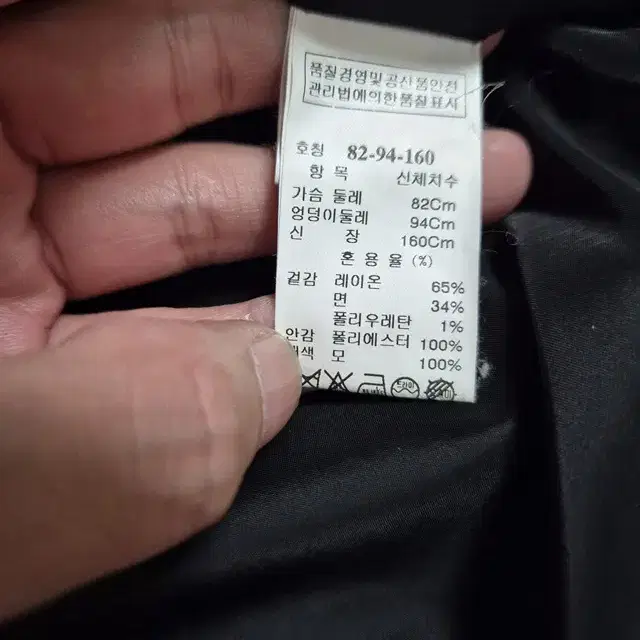 품질경영및공산품안전
관리법에의한품질표시
호칭 82-94-160
항 목 신체치수
가슴 둘레 82Cm
엉덩이둘레 94Cm
신 장 160Cm
혼 용 율 (%)
겉감 레이온 65%
면 34%
폴리우레탄 1%
안감 폴리에스터 100%
색 모 100%